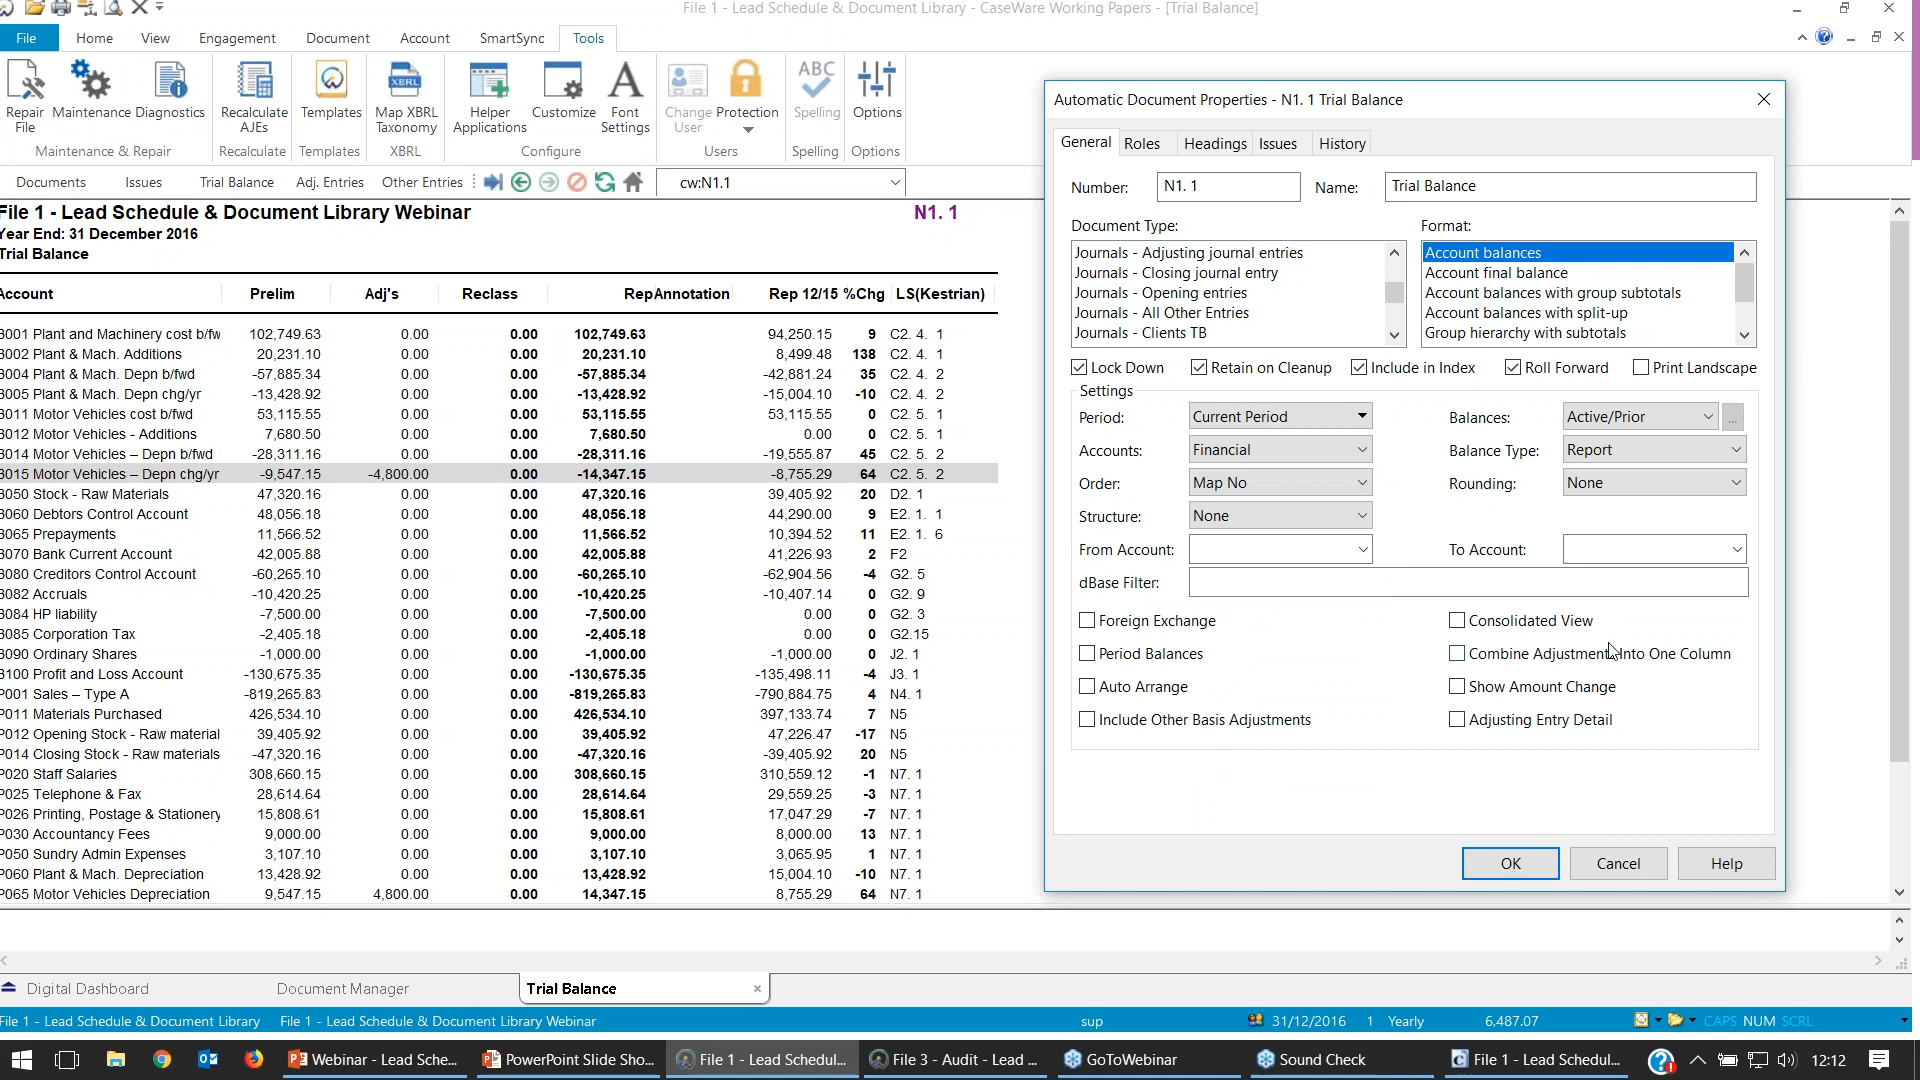 File 1 - Lead Schedule & Document Library - CaseWare Working Papers - [Trial Balance]
File Home View Engagement Document Account SmartSync Tools
Repair File Maintenance Diagnostics Recalculate AJEs Templates Map XBRL Taxonomy Helper Applications Customize Font Settings Change User Protection Spelling Options
XBRL ABC
Maintenance & Repair Recalculate Templates XBRL Configure Users Spelling Options
Documents Issues Trial Balance Adj. Entries Other Entries cw:N1.1
File 1 - Lead Schedule & Document Library Webinar N1. 1
Year End: 31 December 2016
Trial Balance
Account Prelim Adj's Reclass Rep Annotation Rep 12/15 %Chg LS(Kestrian)
B001 Plant and Machinery cost b/fw 102,749.63 0.00 0.00 102,749.63 94,250.15 9 C2. 4. 1
B002 Plant & Mach. Additions 20,231.10 0.00 0.00 20,231.10 8,499.48 138 C2. 4. 1
B004 Plant & Mach. Depn b/fwd -57,885.34 0.00 0.00 -57,885.34 -42,881.24 35 C2. 4. 2
B005 Plant & Mach. Depn chg/yr -13,428.92 0.00 0.00 -13,428.92 -15,004.10 -10 C2. 4. 2
B011 Motor Vehicles cost b/fwd 53,115.55 0.00 0.00 53,115.55 53,115.55 0 C2. 5. 1
B012 Motor Vehicles - Additions 7,680.50 0.00 0.00 7,680.50 0.00 0 C2. 5. 1
B014 Motor Vehicles – Depn b/fwd -28,311.16 0.00 0.00 -28,311.16 -19,555.87 45 C2. 5. 2
B015 Motor Vehicles – Depn chg/yr -9,547.15 -4,800.00 0.00 -14,347.15 -8,755.29 64 C2. 5. 2
B050 Stock - Raw Materials 47,320.16 0.00 0.00 47,320.16 39,405.92 20 D2. 1
B060 Debtors Control Account 48,056.18 0.00 0.00 48,056.18 44,290.00 9 E2. 1. 1
B065 Prepayments 11,566.52 0.00 0.00 11,566.52 10,394.52 11 E2. 1. 6
B070 Bank Current Account 42,005.88 0.00 0.00 42,005.88 41,226.93 2 F2
B080 Creditors Control Account -60,265.10 0.00 0.00 -60,265.10 -62,904.56 -4 G2. 5
B082 Accruals -10,420.25 0.00 0.00 -10,420.25 -10,407.14 0 G2. 9
B084 HP liability -7,500.00 0.00 0.00 -7,500.00 0.00 0 G2. 3
B085 Corporation Tax -2,405.18 0.00 0.00 -2,405.18 0.00 0 G2.15
B090 Ordinary Shares -1,000.00 0.00 0.00 -1,000.00 -1,000.00 0 J2. 1
B100 Profit and Loss Account -130,675.35 0.00 0.00 -130,675.35 -135,498.11 -4 J3. 1
P001 Sales – Type A -819,265.83 0.00 0.00 -819,265.83 -790,884.75 4 N4. 1
P011 Materials Purchased 426,534.10 0.00 0.00 426,534.10 397,133.74 7 N5
P012 Opening Stock - Raw material 39,405.92 0.00 0.00 39,405.92 47,226.47 -17 N5
P014 Closing Stock - Raw materials -47,320.16 0.00 0.00 -47,320.16 -39,405.92 20 N5
P020 Staff Salaries 308,660.15 0.00 0.00 308,660.15 310,559.12 -1 N7. 1
P025 Telephone & Fax 28,614.64 0.00 0.00 28,614.64 29,559.25 -3 N7. 1
P026 Printing, Postage & Stationery 15,808.61 0.00 0.00 15,808.61 17,047.29 -7 N7. 1
P030 Accountancy Fees 9,000.00 0.00 0.00 9,000.00 8,000.00 13 N7. 1
P050 Sundry Admin Expenses 3,107.10 0.00 0.00 3,107.10 3,065.95 1 N7. 1
P060 Plant & Mach. Depreciation 13,428.92 0.00 0.00 13,428.92 15,004.10 -10 N7. 1
P065 Motor Vehicles Depreciation 9,547.15 4,800.00 0.00 14,347.15 8,755.29 64 N7. 1
Automatic Document Properties - N1. 1 Trial Balance
General Roles Headings Issues History
Number: N1. 1 Name: Trial Balance
Document Type: Format:
Journals - Adjusting journal entries Account balances
Journals - Closing journal entry Account final balance
Journals - Opening entries Account balances with group subtotals
Journals - All Other Entries Account balances with split-up
Journals - Clients TB Group hierarchy with subtotals
Lock Down Retain on Cleanup Include in Index Roll Forward Print Landscape
Settings
Period: Current Period Balances: Active/Prior ...
Accounts: Financial Balance Type: Report
Order: Map No Rounding: None
Structure: None
From Account: To Account:
dBase Filter:
Foreign Exchange Consolidated View
Period Balances Combine Adjustments Into One Column
Auto Arrange Show Amount Change
Include Other Basis Adjustments Adjusting Entry Detail
OK Cancel Help
Digital Dashboard Document Manager Trial Balance ×
File 1 - Lead Schedule & Document Library File 1 - Lead Schedule & Document Library Webinar sup 31/12/2016 1 Yearly 6,487.07 CAPS NUM SCRL
Webinar - Lead Sche... PowerPoint Slide Sho... File 1 - Lead Schedul... File 3 - Audit - Lead ... GoToWebinar Sound Check File 1 - Lead Schedul... 12:12